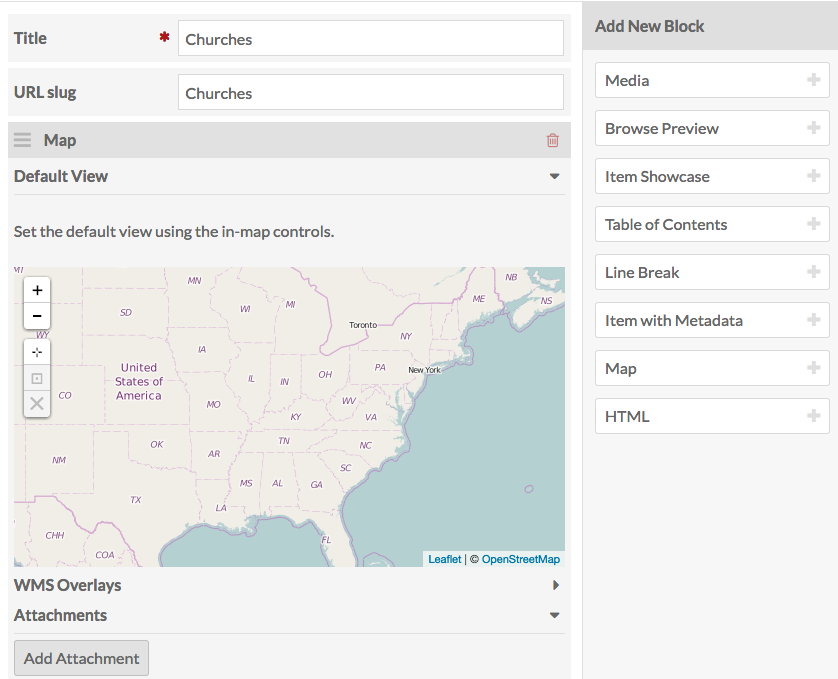 Title * Churches
URL slug Churches
Map
Default View
Set the default view using the in-map controls.
+
−
MN
NB
ME
NS
SD
WI
MI
Toronto
NY
WY
IA
United
States of
America
PA
New York
OH
IL
IN
CO
MO
WV
VA
KY
OK
TN
NC
AR
NM
SC
MS
AL
GA
TX
LA
CHH
FL
COA
Leaflet | © OpenStreetMap
WMS Overlays
Attachments
Add Attachment
Add New Block
Media
Browse Preview
Item Showcase
Table of Contents
Line Break
Item with Metadata
Map
HTML